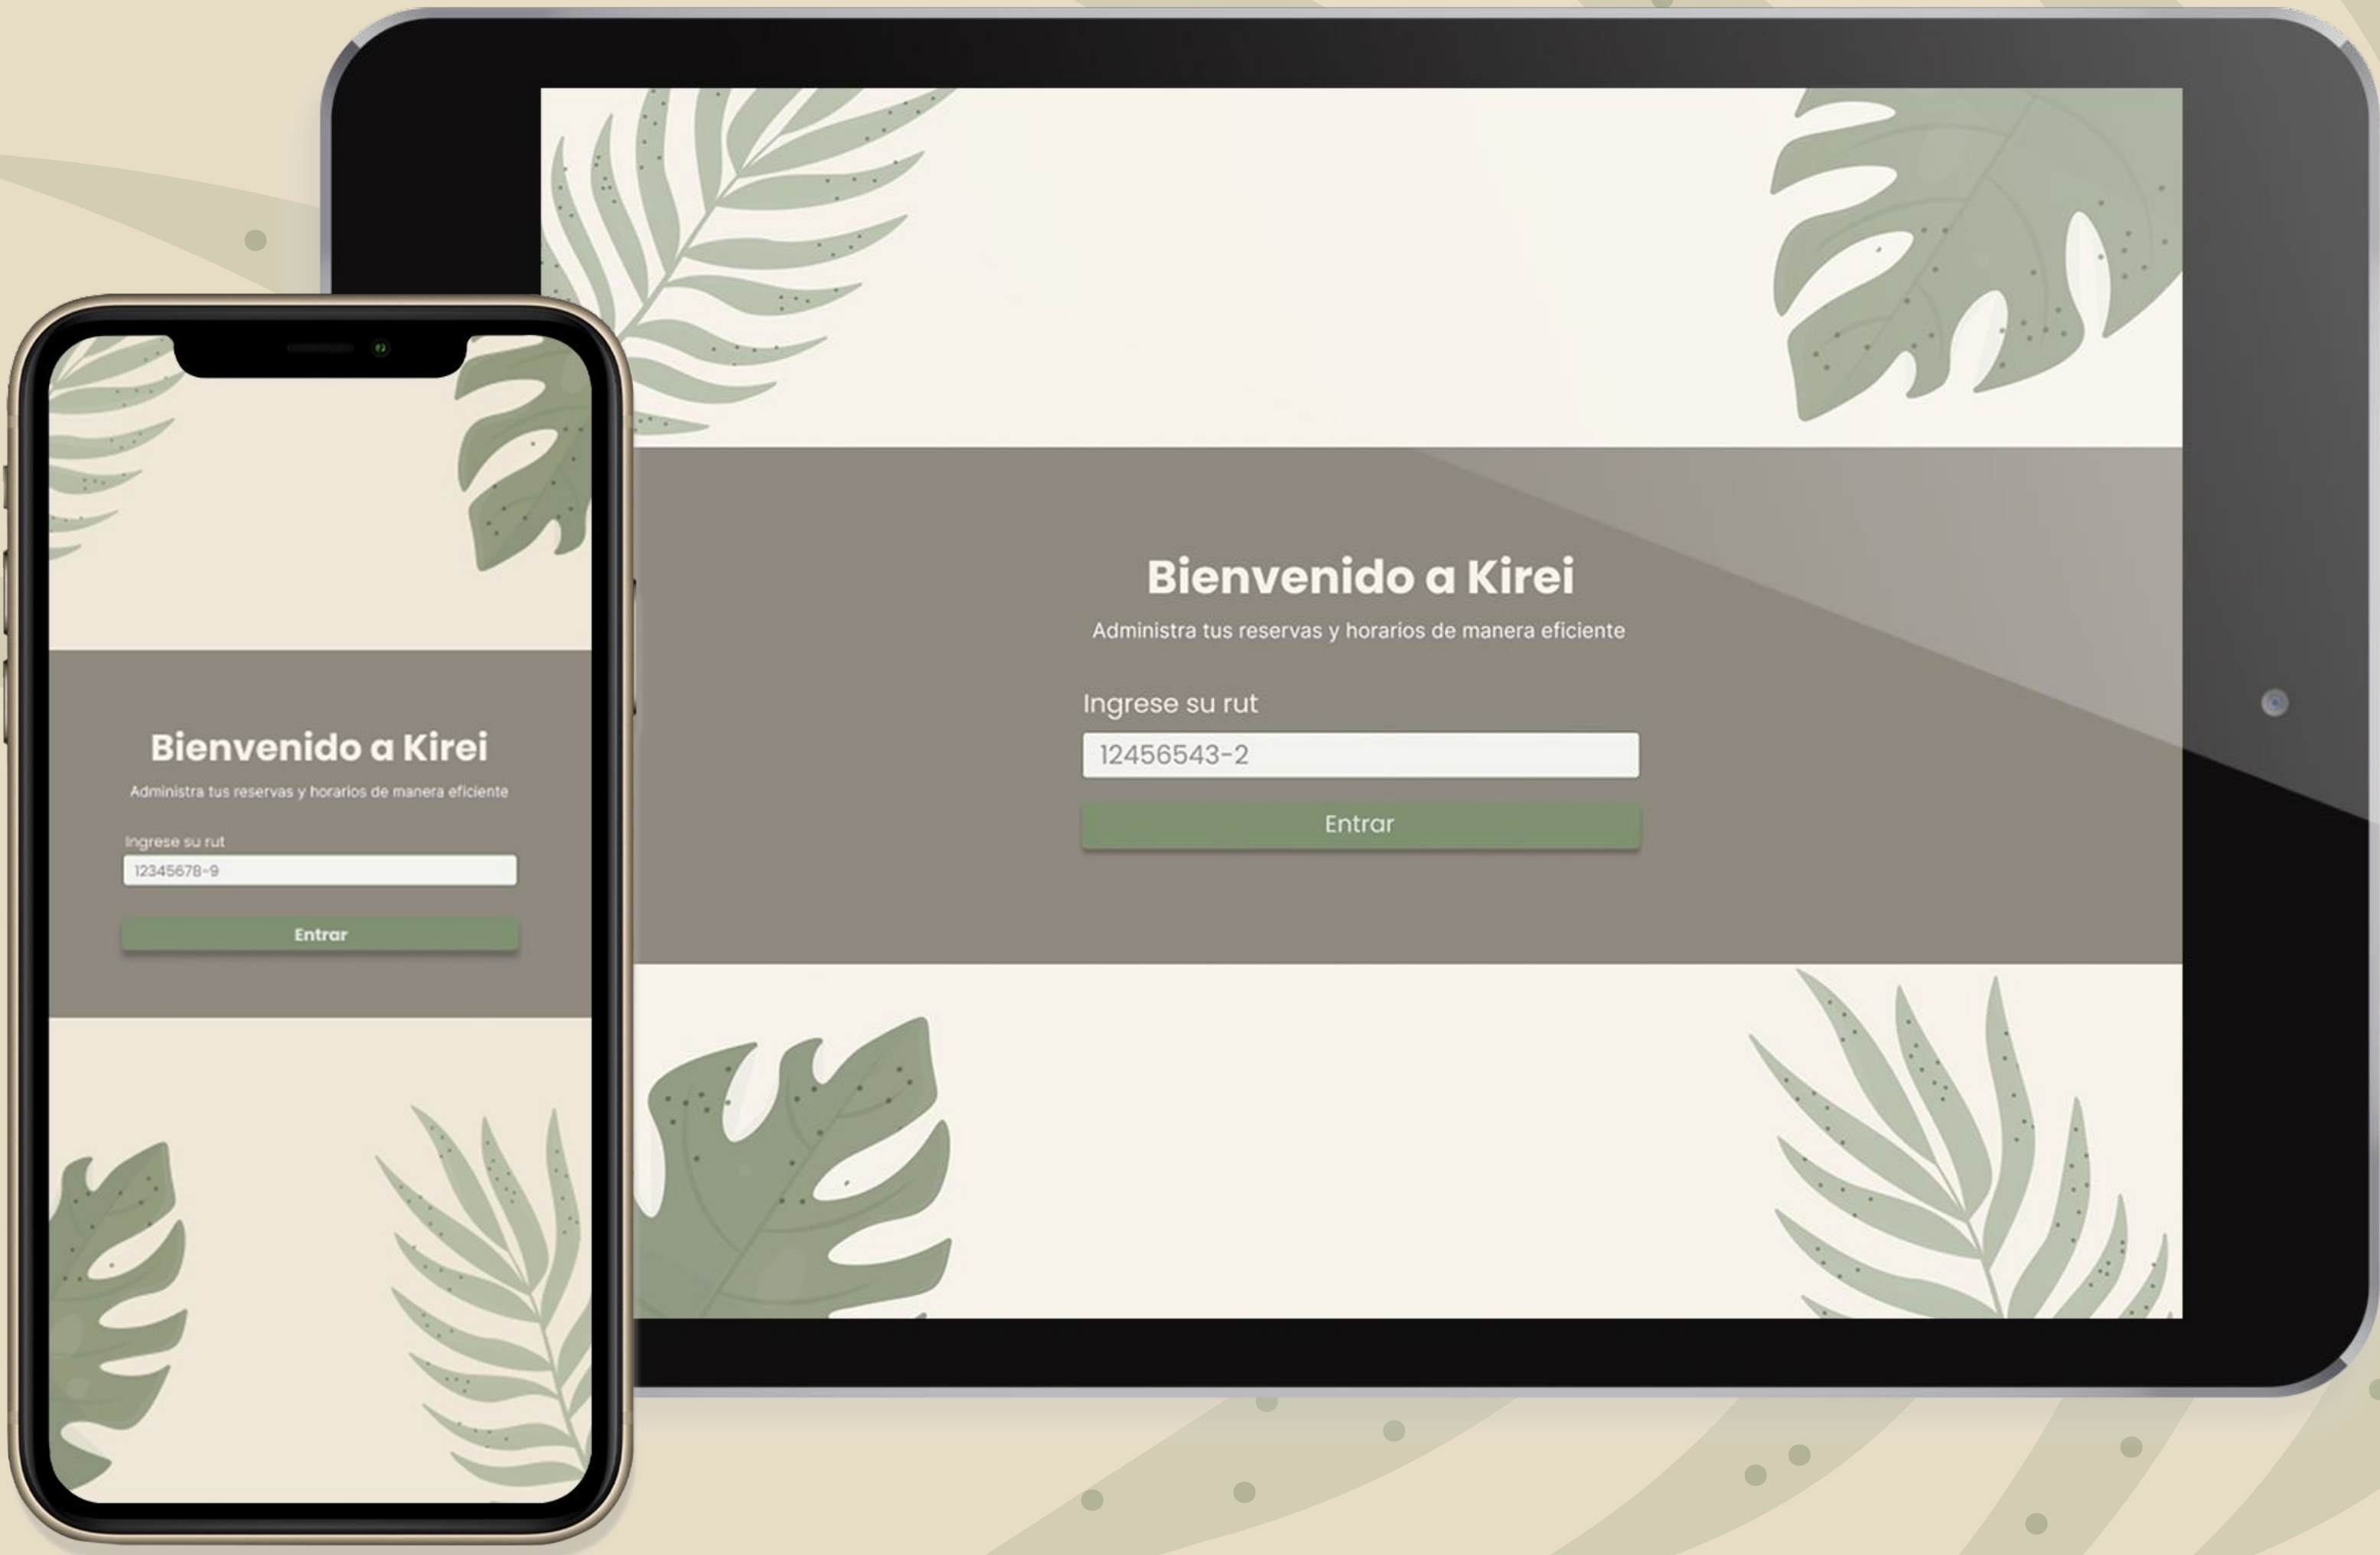 Bienvenido a Kirei
Administra tus reservas y horarios de manera eficiente
Ingrese su rut
12345678-9
Entrar
Bienvenido a Kirei
Administra tus reservas y horarios de manera eficiente
Ingrese su rut
12456543-2
Entrar